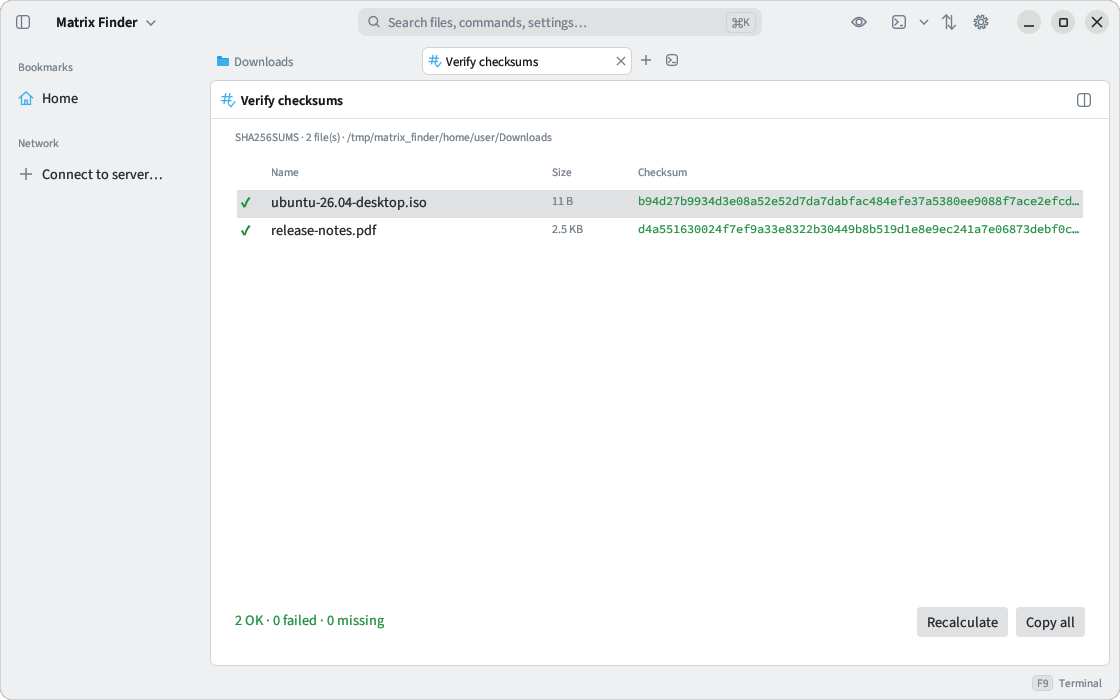 Matrix Finder
Search files, commands, settings…
⌘K
Bookmarks
Home
Network
Connect to server…
Downloads
Verify checksums
Verify checksums
SHA256SUMS · 2 file(s) · /tmp/matrix_finder/home/user/Downloads
Name Size Checksum
✓ ubuntu-26.04-desktop.iso 11 B b94d27b9934d3e08a52e52d7da7dabfac484efe37a5380ee9088f7ace2efcd…
✓ release-notes.pdf 2.5 KB d4a551630024f7ef9a33e8322b30449b8b519d1e8e9ec241a7e06873debf0c…
2 OK · 0 failed · 0 missing
Recalculate
Copy all
F9 Terminal